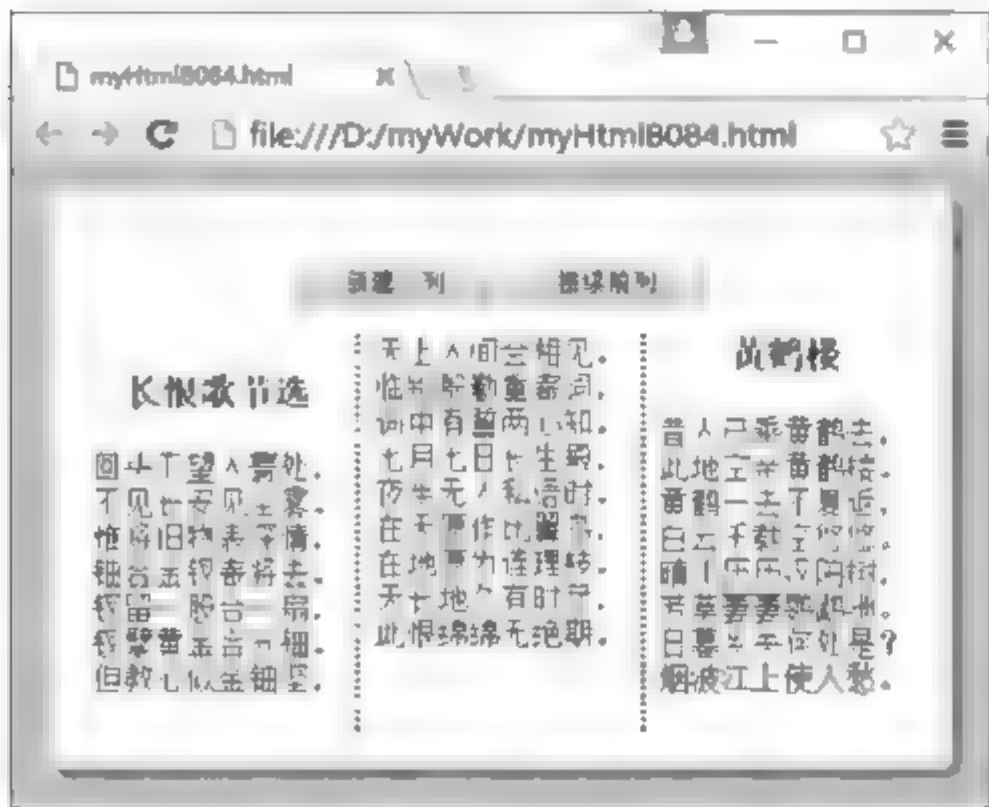 myHtmlB084.html
file:///D:/myWork/myHtmlB084.html
新建 列 接续前列
长恨歌节选
回头下望人寰处，
不见长安见尘雾。
惟将旧物表深情，
钿合金钗寄将去。
钗留一股合一扇，
钗擘黄金合分钿。
但教心似金钿坚，
天上人间会相见。
临别殷勤重寄词，
词中有誓两心知。
七月七日长生殿，
夜半无人私语时。
在天愿作比翼鸟，
在地愿为连理枝。
天长地久有时尽，
此恨绵绵无绝期。
黄鹤楼
昔人已乘黄鹤去，
此地空余黄鹤楼。
黄鹤一去不复返，
白云千载空悠悠。
晴川历历汉阳树，
芳草萋萋鹦鹉洲。
日暮乡关何处是？
烟波江上使人愁。